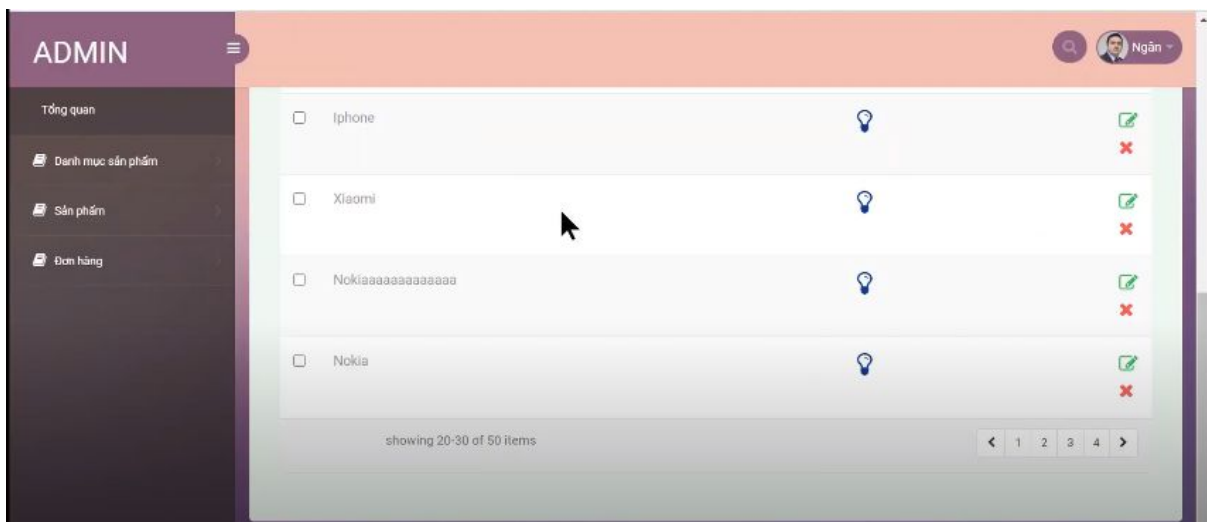 ADMIN
Ngân
Tổng quan
Danh mục sản phẩm
Sản phẩm
Đơn hàng
Iphone
Xiaomi
Nokiaaaaaaaaaaaaa
Nokia
showing 20-30 of 50 items
1 2 3 4